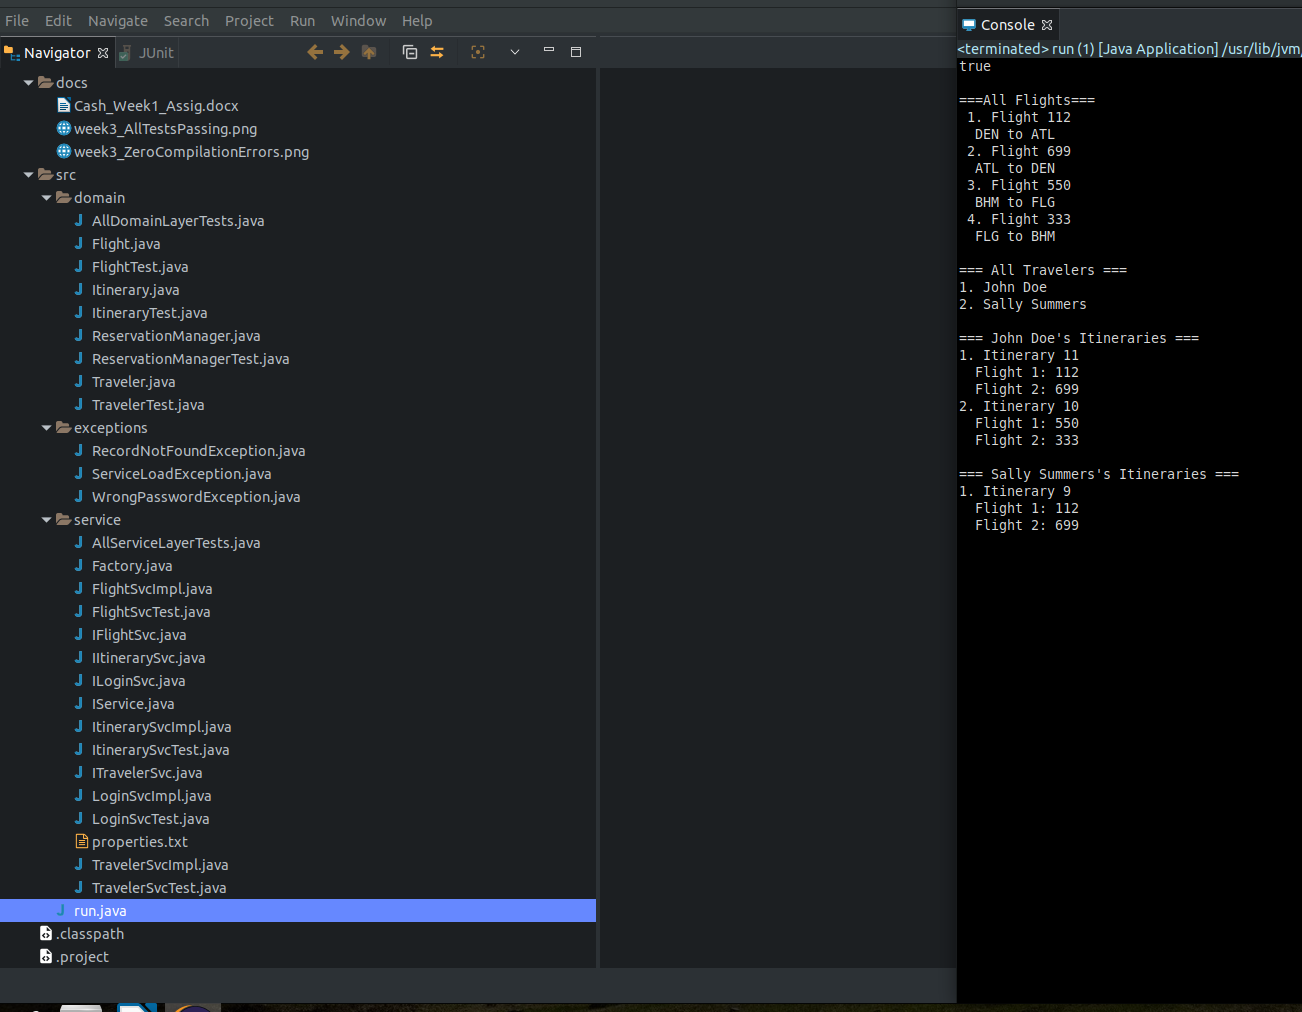 File Edit Navigate Search Project Run Window Help
Navigator
JUnit
docs
Cash_Week1_Assig.docx
week3_AllTestsPassing.png
week3_ZeroCompilationErrors.png
src
domain
AllDomainLayerTests.java
Flight.java
FlightTest.java
Itinerary.java
ItineraryTest.java
ReservationManager.java
ReservationManagerTest.java
Traveler.java
TravelerTest.java
exceptions
RecordNotFoundException.java
ServiceLoadException.java
WrongPasswordException.java
service
AllServiceLayerTests.java
Factory.java
FlightSvcImpl.java
FlightSvcTest.java
IFlightSvc.java
IItinerarySvc.java
ILoginSvc.java
IService.java
ItinerarySvcImpl.java
ItinerarySvcTest.java
ITravelerSvc.java
LoginSvcImpl.java
LoginSvcTest.java
properties.txt
TravelerSvcImpl.java
TravelerSvcTest.java
run.java
.classpath
.project
Console
<terminated> run (1) [Java Application] /usr/lib/jvm/
true
===All Flights===
1. Flight 112
DEN to ATL
2. Flight 699
ATL to DEN
3. Flight 550
BHM to FLG
4. Flight 333
FLG to BHM
=== All Travelers ===
1. John Doe
2. Sally Summers
=== John Doe's Itineraries ===
1. Itinerary 11
Flight 1: 112
Flight 2: 699
2. Itinerary 10
Flight 1: 550
Flight 2: 333
=== Sally Summers's Itineraries ===
1. Itinerary 9
Flight 1: 112
Flight 2: 699